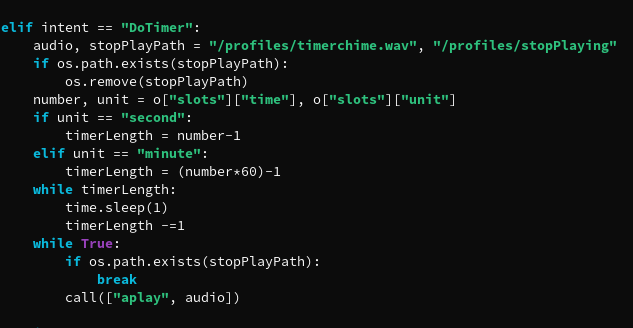 elif intent == "DoTimer":
    audio, stopPlayPath = "/profiles/timerchime.wav", "/profiles/stopPlaying"
    if os.path.exists(stopPlayPath):
        os.remove(stopPlayPath)
    number, unit = o["slots"]["time"], o["slots"]["unit"]
    if unit == "second":
        timerLength = number-1
    elif unit == "minute":
        timerLength = (number*60)-1
    while timerLength:
        time.sleep(1)
        timerLength -=1
    while True:
        if os.path.exists(stopPlayPath):
            break
        call(["aplay", audio])